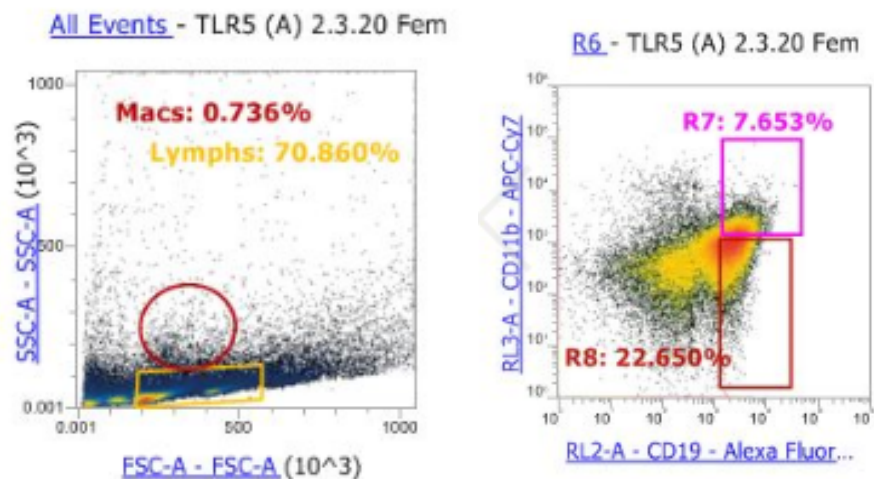 All Events - TLR5 (A) 2.3.20 Fem
1000
Macs: 0.736%
Lymphs: 70.860%
SSC-A - SSC-A (10^3)
500
0.001
0.001 500 1000
FSC-A - FSC-A (10^3)
R6 - TLR5 (A) 2.3.20 Fem
R7: 7.653%
RL3-A - CD11b - APC-Cy7
R8: 22.650%
RL2-A - CD19 - Alexa Fluor...